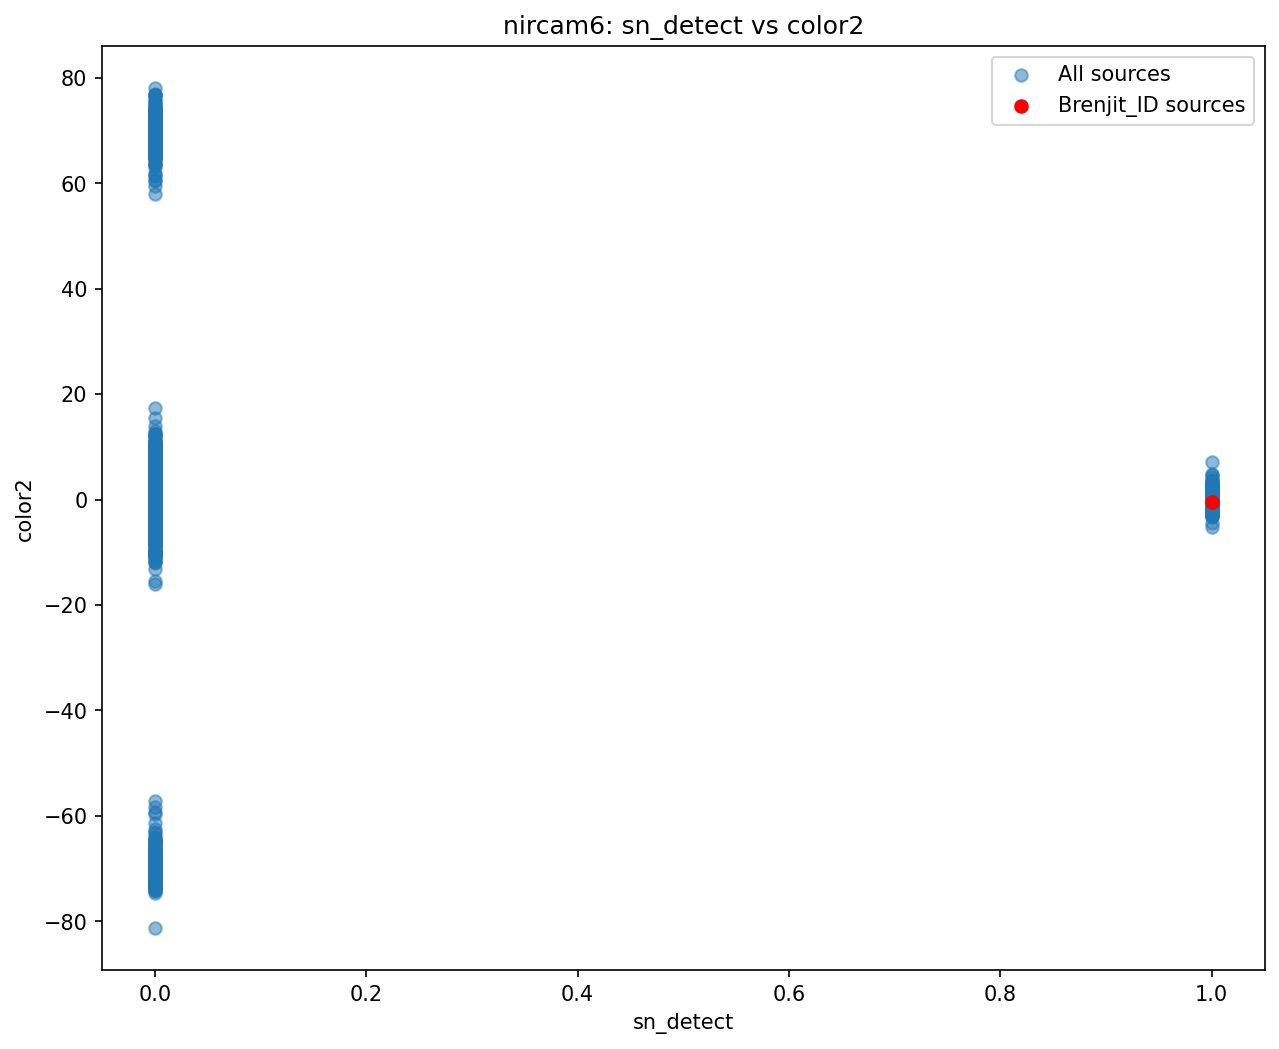 nircam6: sn_detect vs color2
All sources
Brenjit_ID sources
80
60
40
20
0
−20
−40
−60
−80
color2
0.0 0.2 0.4 0.6 0.8 1.0
sn_detect